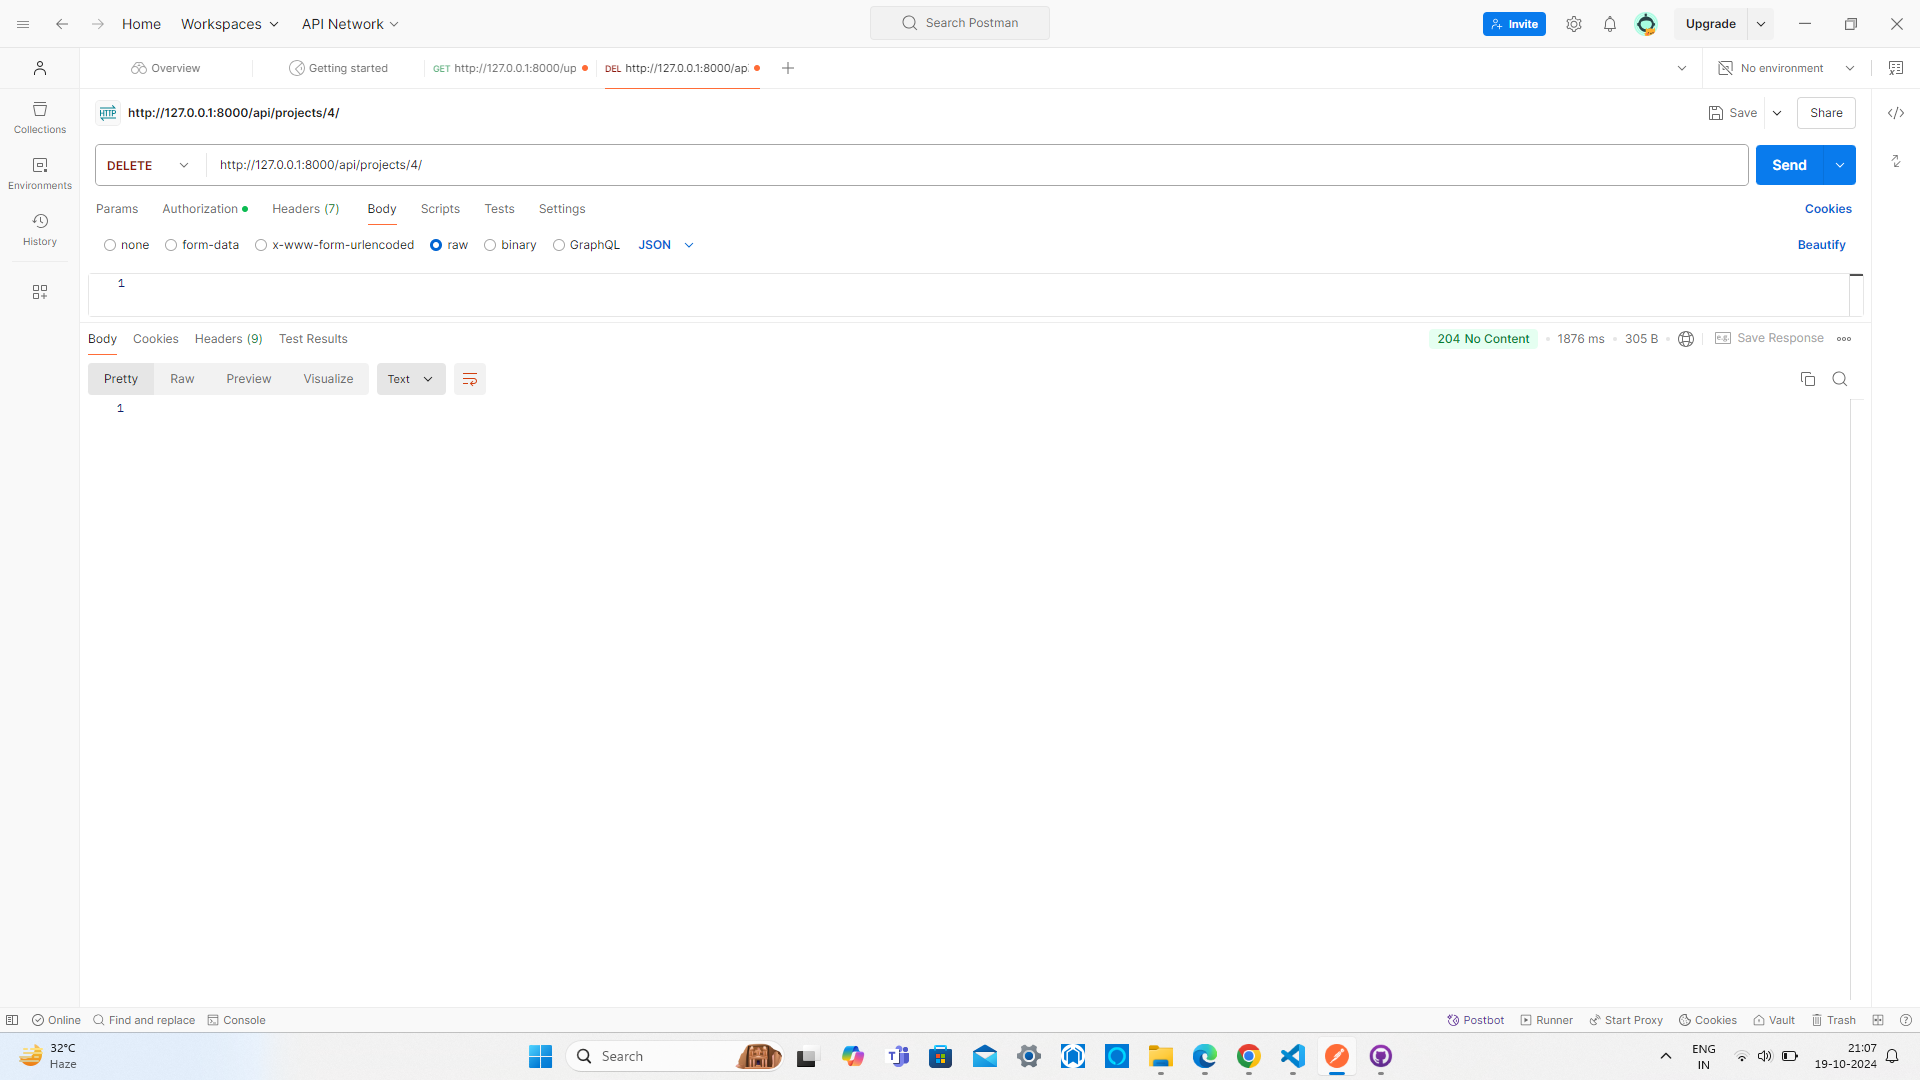 Home Workspaces API Network Search Postman Invite Upgrade
Overview Getting started GET http://127.0.0.1:8000/up DEL http://127.0.0.1:8000/ap No environment
HTTP http://127.0.0.1:8000/api/projects/4/ Save Share
Collections
DELETE http://127.0.0.1:8000/api/projects/4/ Send
Environments
Params Authorization Headers (7) Body Scripts Tests Settings Cookies
History
none form-data x-www-form-urlencoded raw binary GraphQL JSON Beautify
1
Body Cookies Headers (9) Test Results 204 No Content 1876 ms 305 B e.g. Save Response
Pretty Raw Preview Visualize Text
1
Online Find and replace Console Postbot Runner Start Proxy Cookies Vault Trash
32°C
Haze
Search
ENG
IN
21:07
19-10-2024